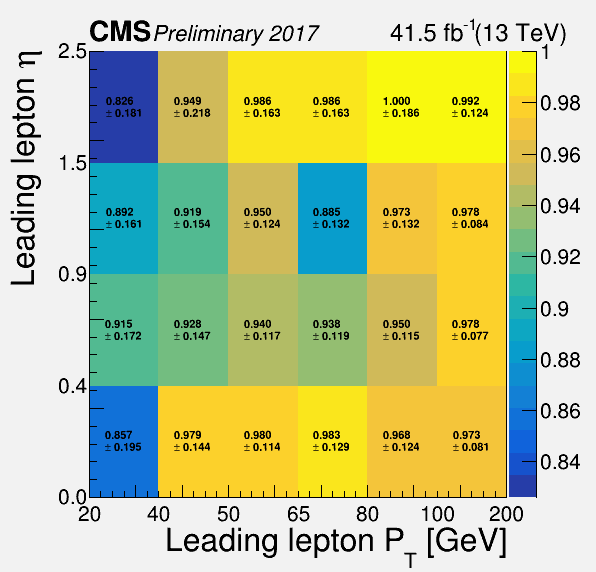 CMS Preliminary 2017 41.5 fb⁻¹(13 TeV)
Leading lepton η
2.5
1.5
0.9
0.4
0.0
0.826 0.949 0.986 0.986 1.000 0.992
± 0.181 ± 0.218 ± 0.163 ± 0.163 ± 0.186 ± 0.124
0.892 0.919 0.950 0.885 0.973 0.978
± 0.161 ± 0.154 ± 0.124 ± 0.132 ± 0.132 ± 0.084
0.915 0.928 0.940 0.938 0.950 0.978
± 0.172 ± 0.147 ± 0.117 ± 0.119 ± 0.115 ± 0.077
0.857 0.979 0.980 0.983 0.968 0.973
± 0.195 ± 0.144 ± 0.114 ± 0.129 ± 0.124 ± 0.081
20 40 50 65 80 100 200
Leading lepton P_T [GeV]
1
0.98
0.96
0.94
0.92
0.9
0.88
0.86
0.84